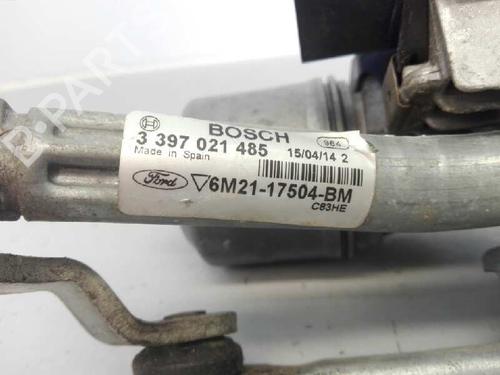 BOSCH
3 397 021 485
964
Made in Spain
15/04/14 2
Ford
6M21-17504-BM
C83HE
B-PARTS